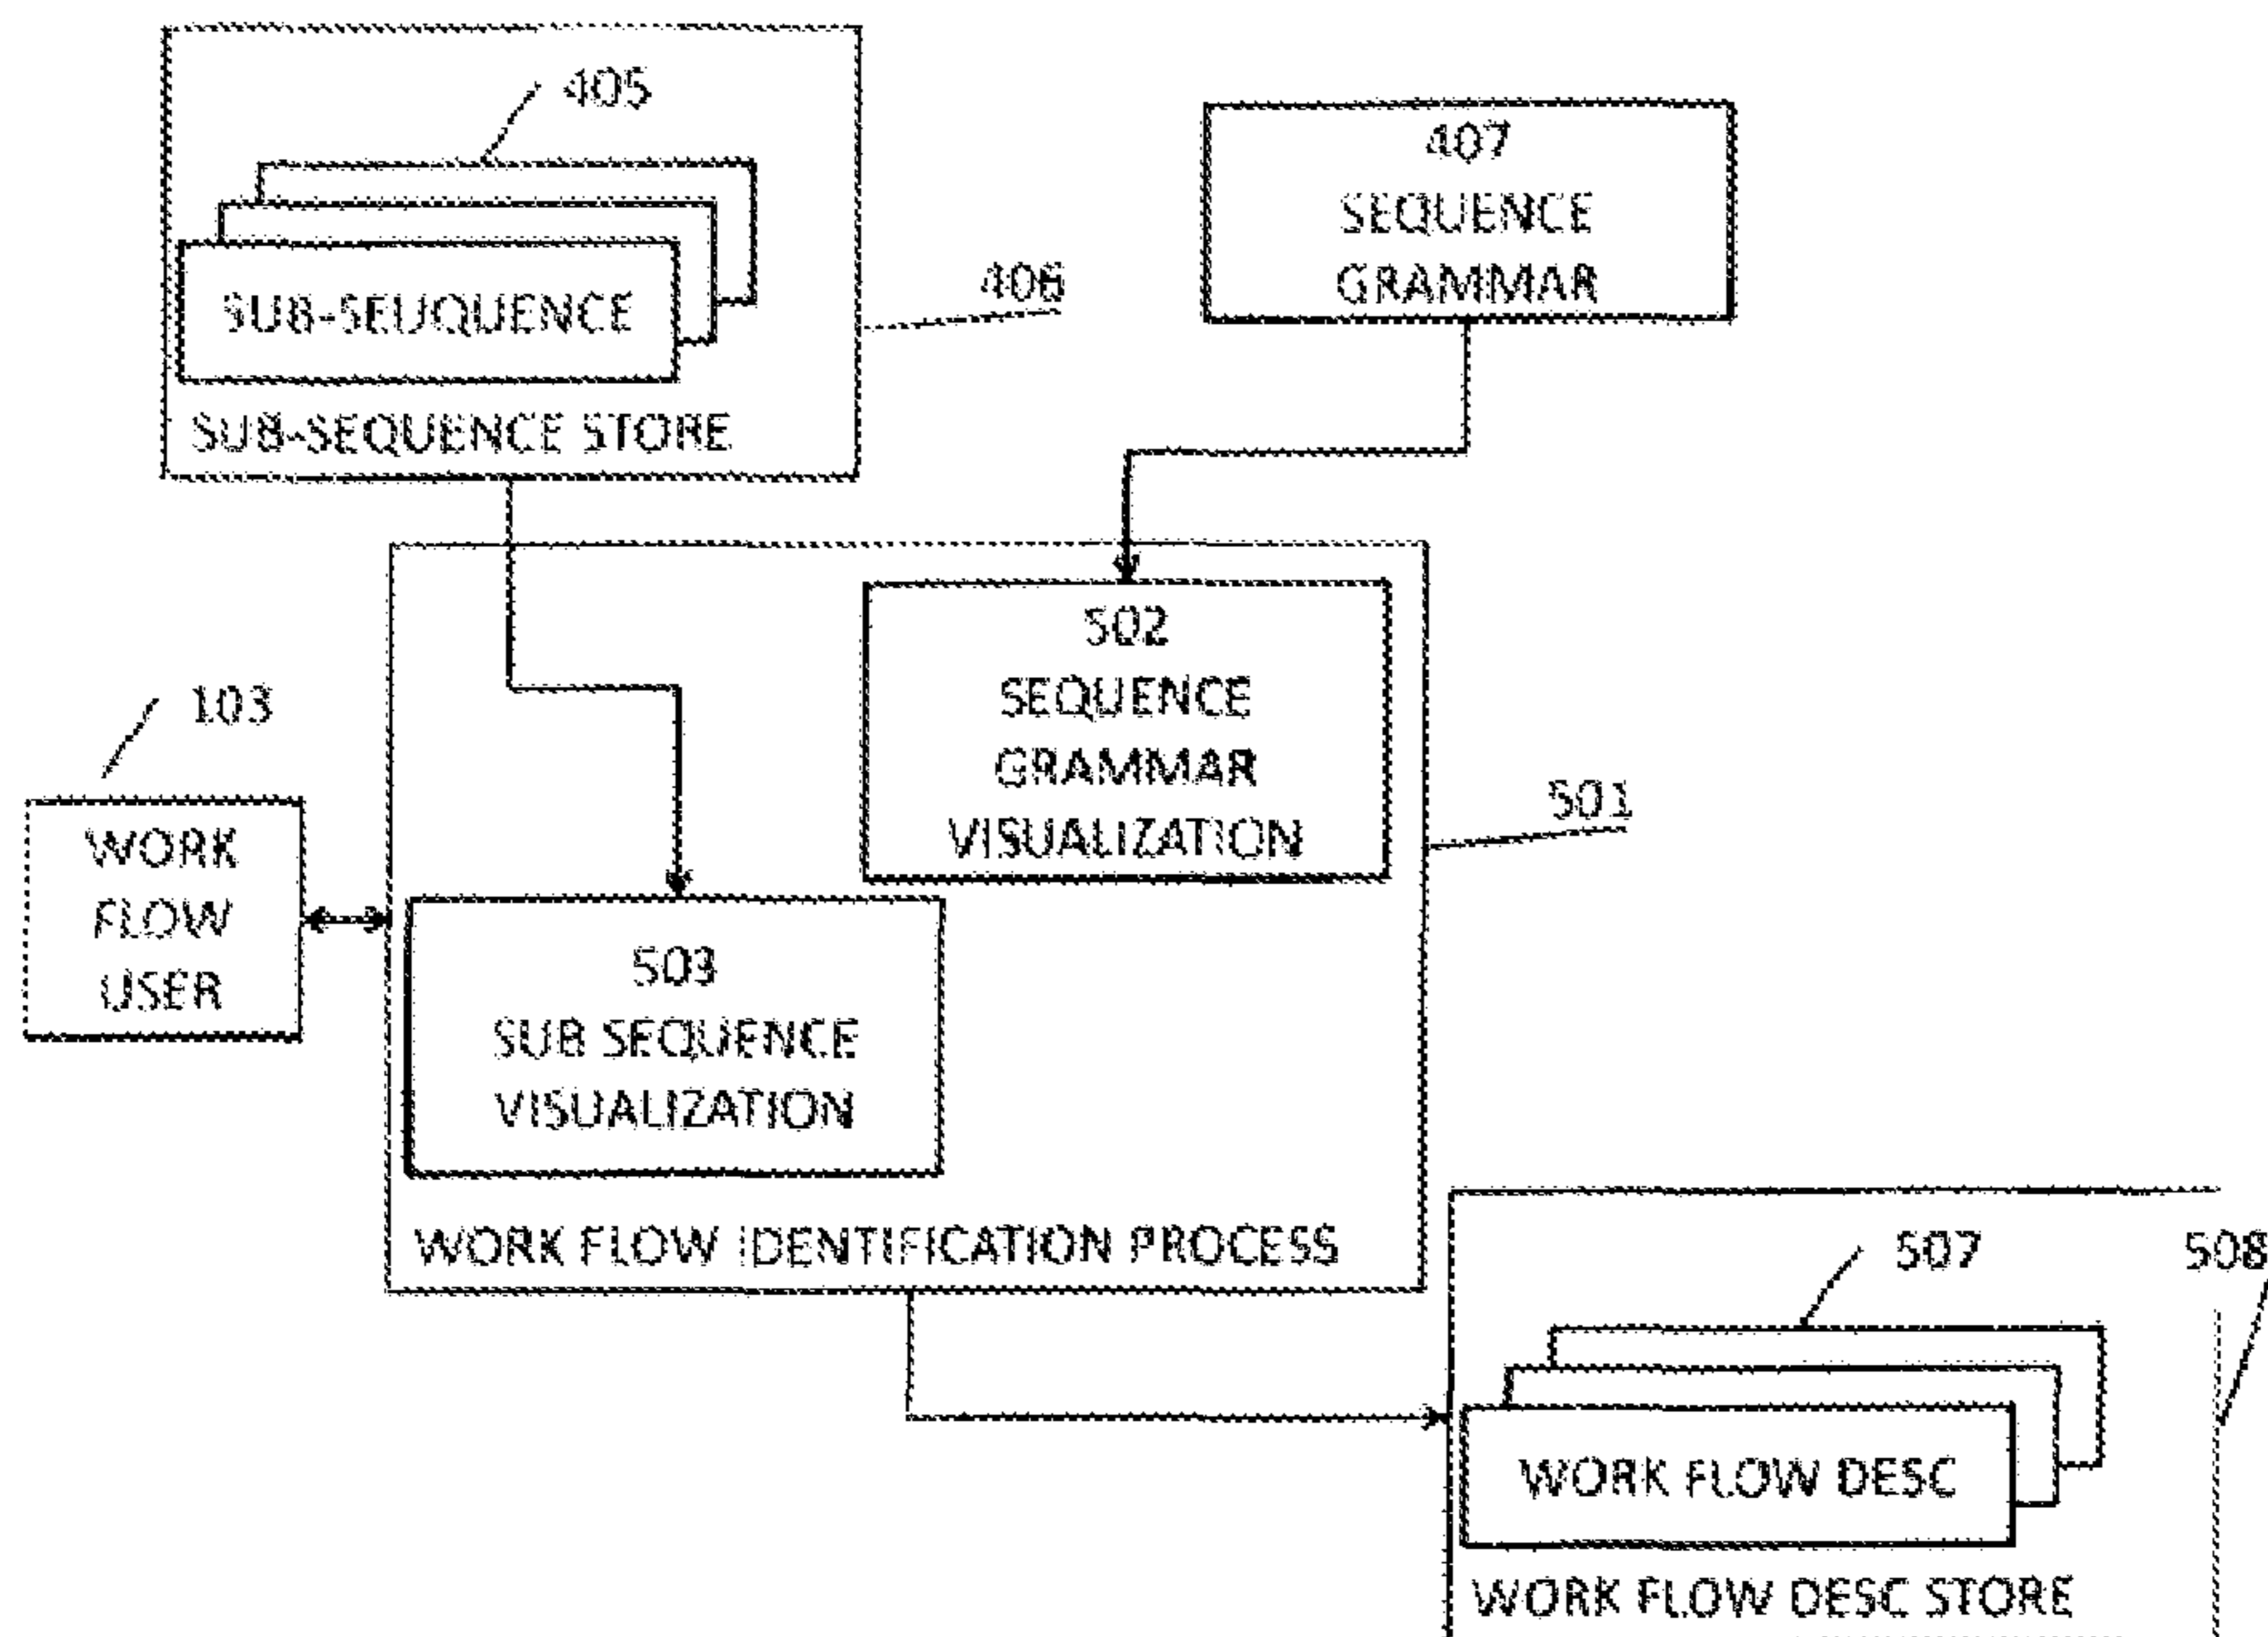 405
SUB-SEUQUENCE
SUB-SEQUENCE STORE
406
407
SEQUENCE
GRAMMAR
502
SEQUENCE
GRAMMAR
VISUALIZATION
501
103
WORK
FLOW
USER
503
SUB SEQUENCE
VISUALIZATION
WORK FLOW IDENTIFICATION PROCESS
507
508
WORK FLOW DESC
WORK FLOW DESC STORE